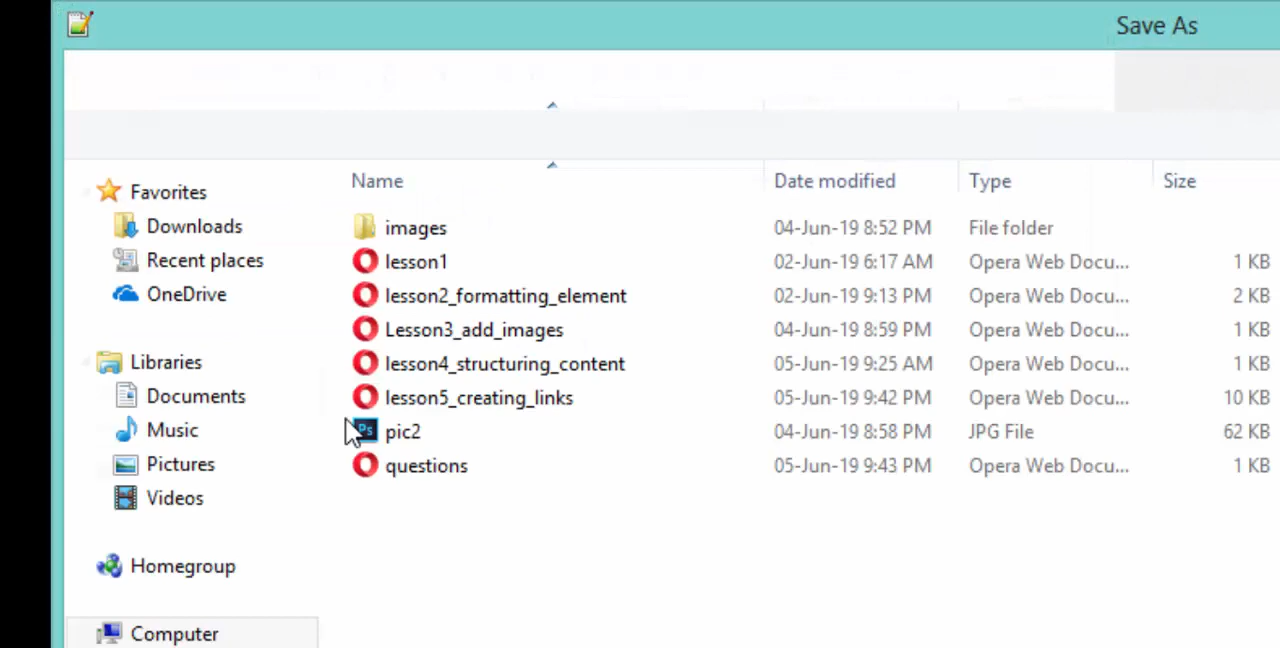 Save As
Name Date modified Type Size
Favorites
Downloads
Recent places
OneDrive
Libraries
Documents
Music
Pictures
Videos
Homegroup
Computer
images 04-Jun-19 8:52 PM File folder
lesson1 02-Jun-19 6:17 AM Opera Web Docu... 1 KB
lesson2_formatting_element 02-Jun-19 9:13 PM Opera Web Docu... 2 KB
Lesson3_add_images 04-Jun-19 8:59 PM Opera Web Docu... 1 KB
lesson4_structuring_content 05-Jun-19 9:25 AM Opera Web Docu... 1 KB
lesson5_creating_links 05-Jun-19 9:42 PM Opera Web Docu... 10 KB
Ps pic2 04-Jun-19 8:58 PM JPG File 62 KB
questions 05-Jun-19 9:43 PM Opera Web Docu... 1 KB